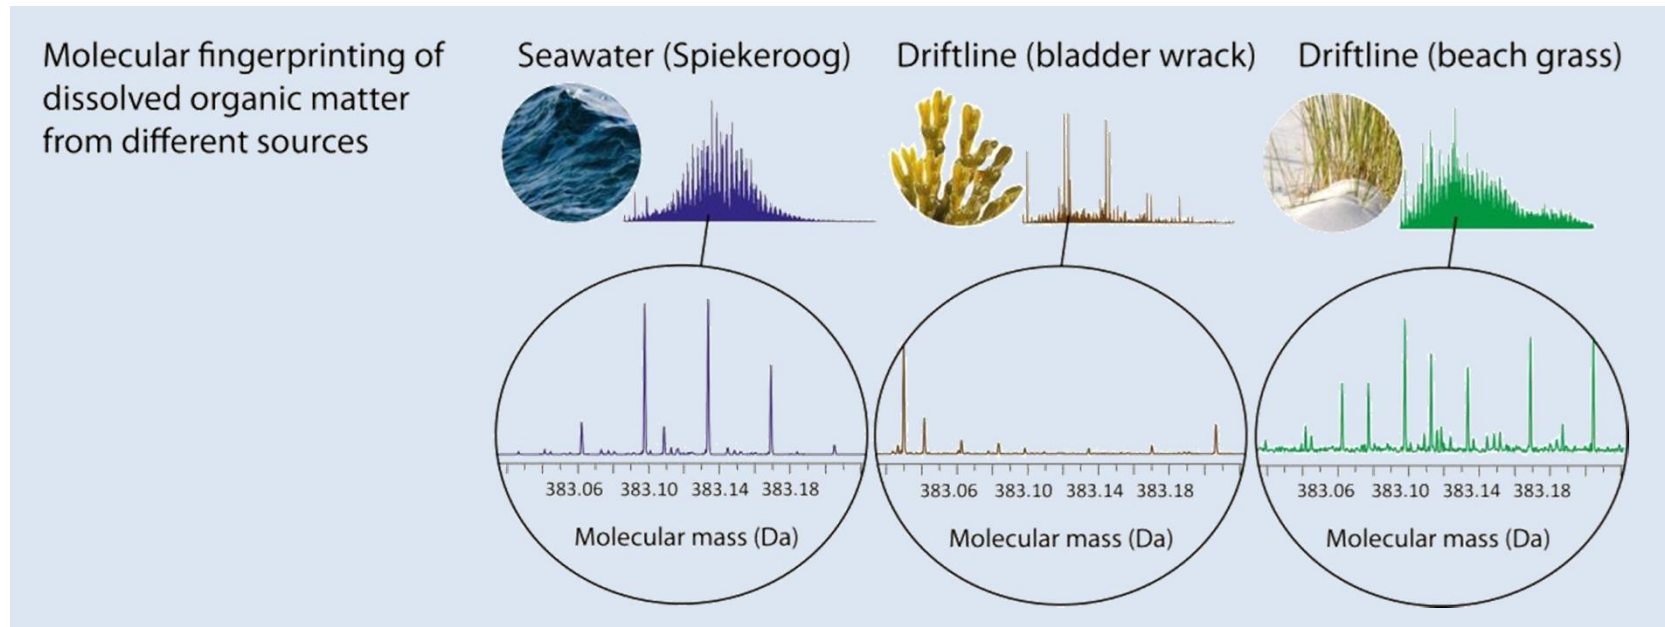 Molecular fingerprinting of
dissolved organic matter
from different sources
Seawater (Spiekeroog)
Driftline (bladder wrack)
Driftline (beach grass)
383.06 383.10 383.14 383.18
Molecular mass (Da)
383.06 383.10 383.14 383.18
Molecular mass (Da)
383.06 383.10 383.14 383.18
Molecular mass (Da)